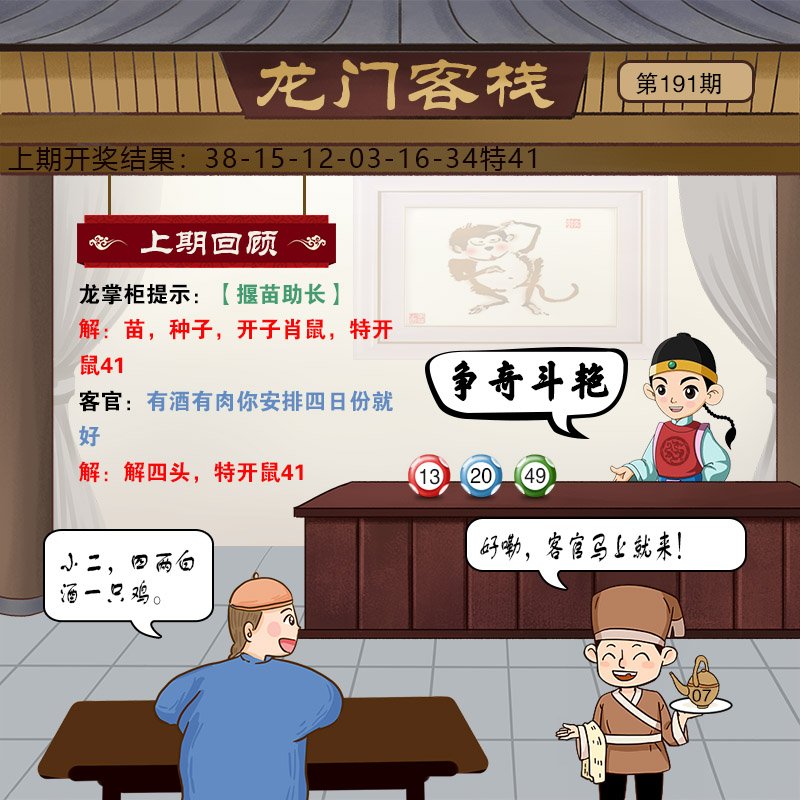 龙门客栈
第191期
上期开奖结果：38-15-12-03-16-34特41
上期回顾
龙掌柜提示：【揠苗助长】
解：苗，种子，开子肖鼠，特开
鼠41
客官：有酒有肉你安排四日份就
好
解：解四头，特开鼠41
争奇斗艳
13 20 49
小二，四两白
酒一只鸡。
好嘞，客官马上就来！
07